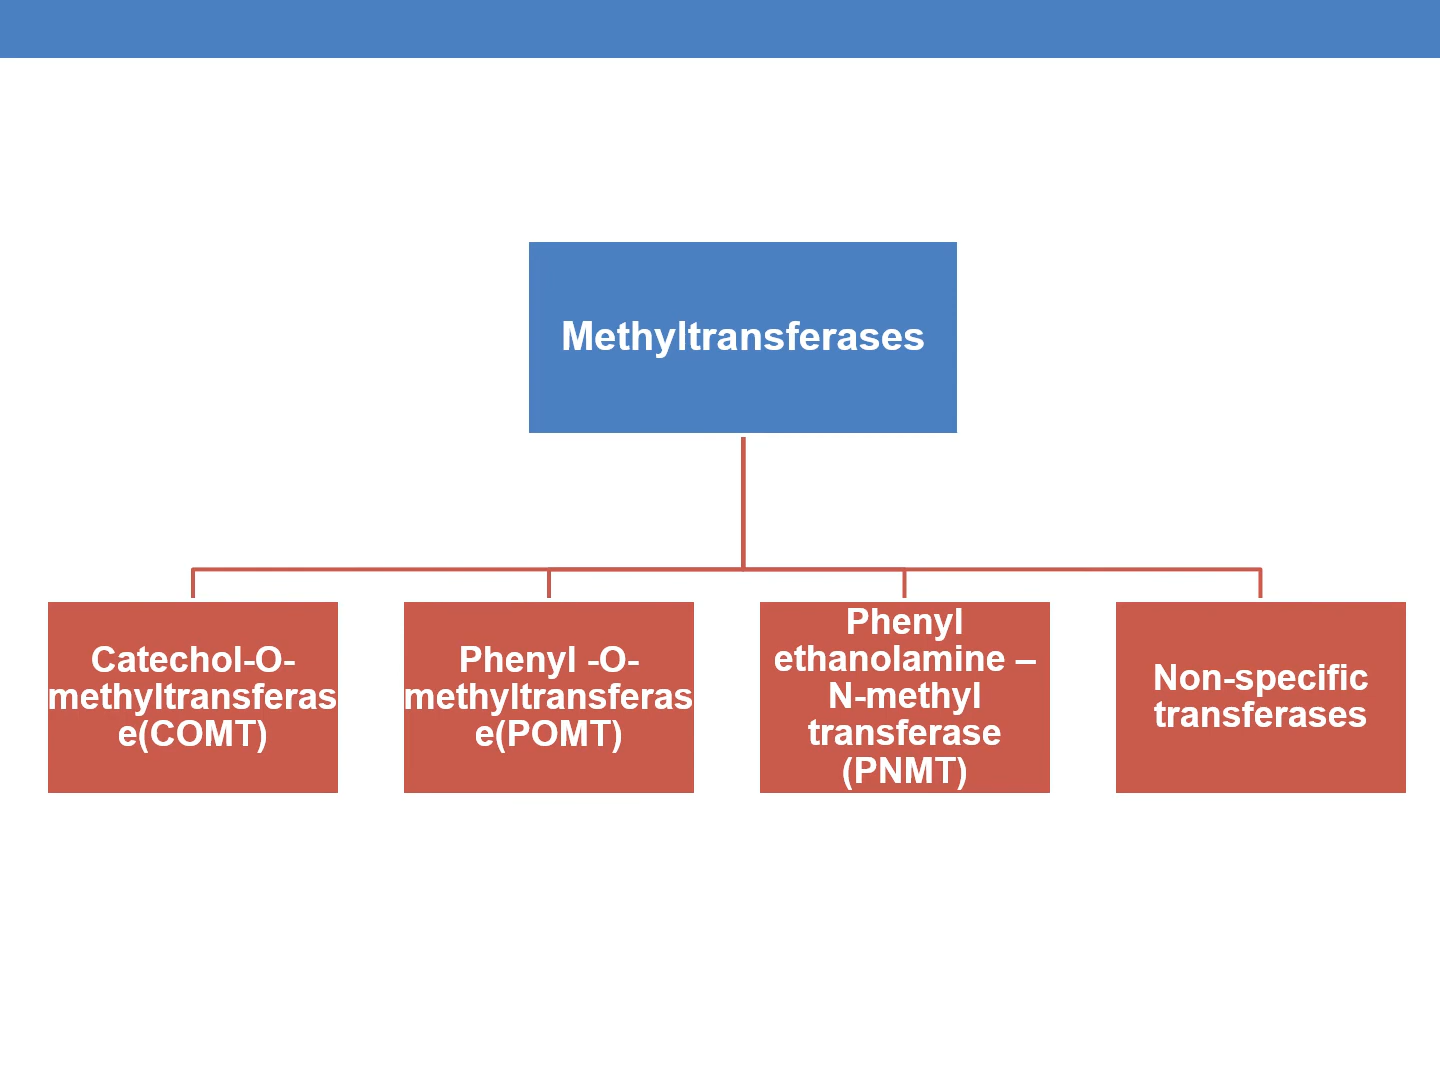 Methyltransferases
Catechol-O-
methyltransferas
e(COMT)
Phenyl -O-
methyltransferas
e(POMT)
Phenyl
ethanolamine –
N-methyl
transferase
(PNMT)
Non-specific
transferases